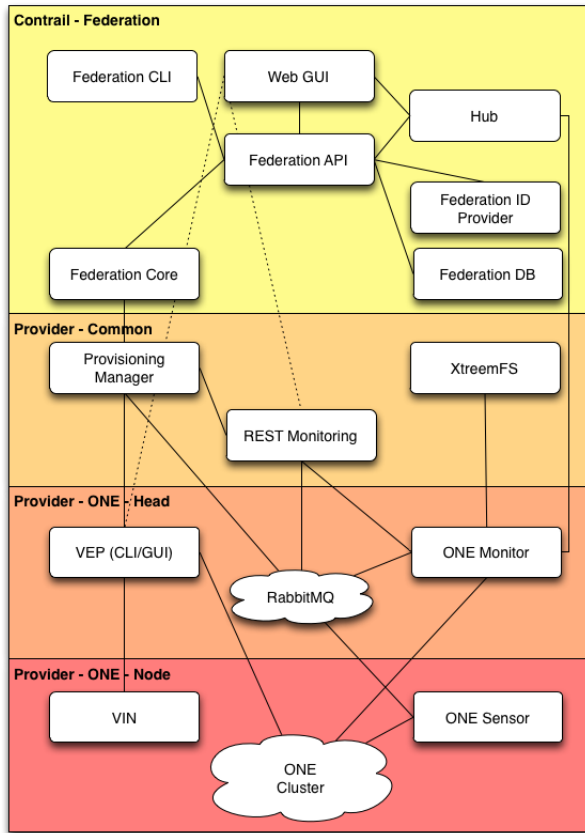 Contrail - Federation
Federation CLI
Web GUI
Hub
Federation API
Federation ID
Provider
Federation Core
Federation DB
Provider - Common
Provisioning
Manager
XtreemFS
REST Monitoring
Provider - ONE - Head
VEP (CLI/GUI)
ONE Monitor
RabbitMQ
Provider - ONE - Node
VIN
ONE Sensor
ONE
Cluster